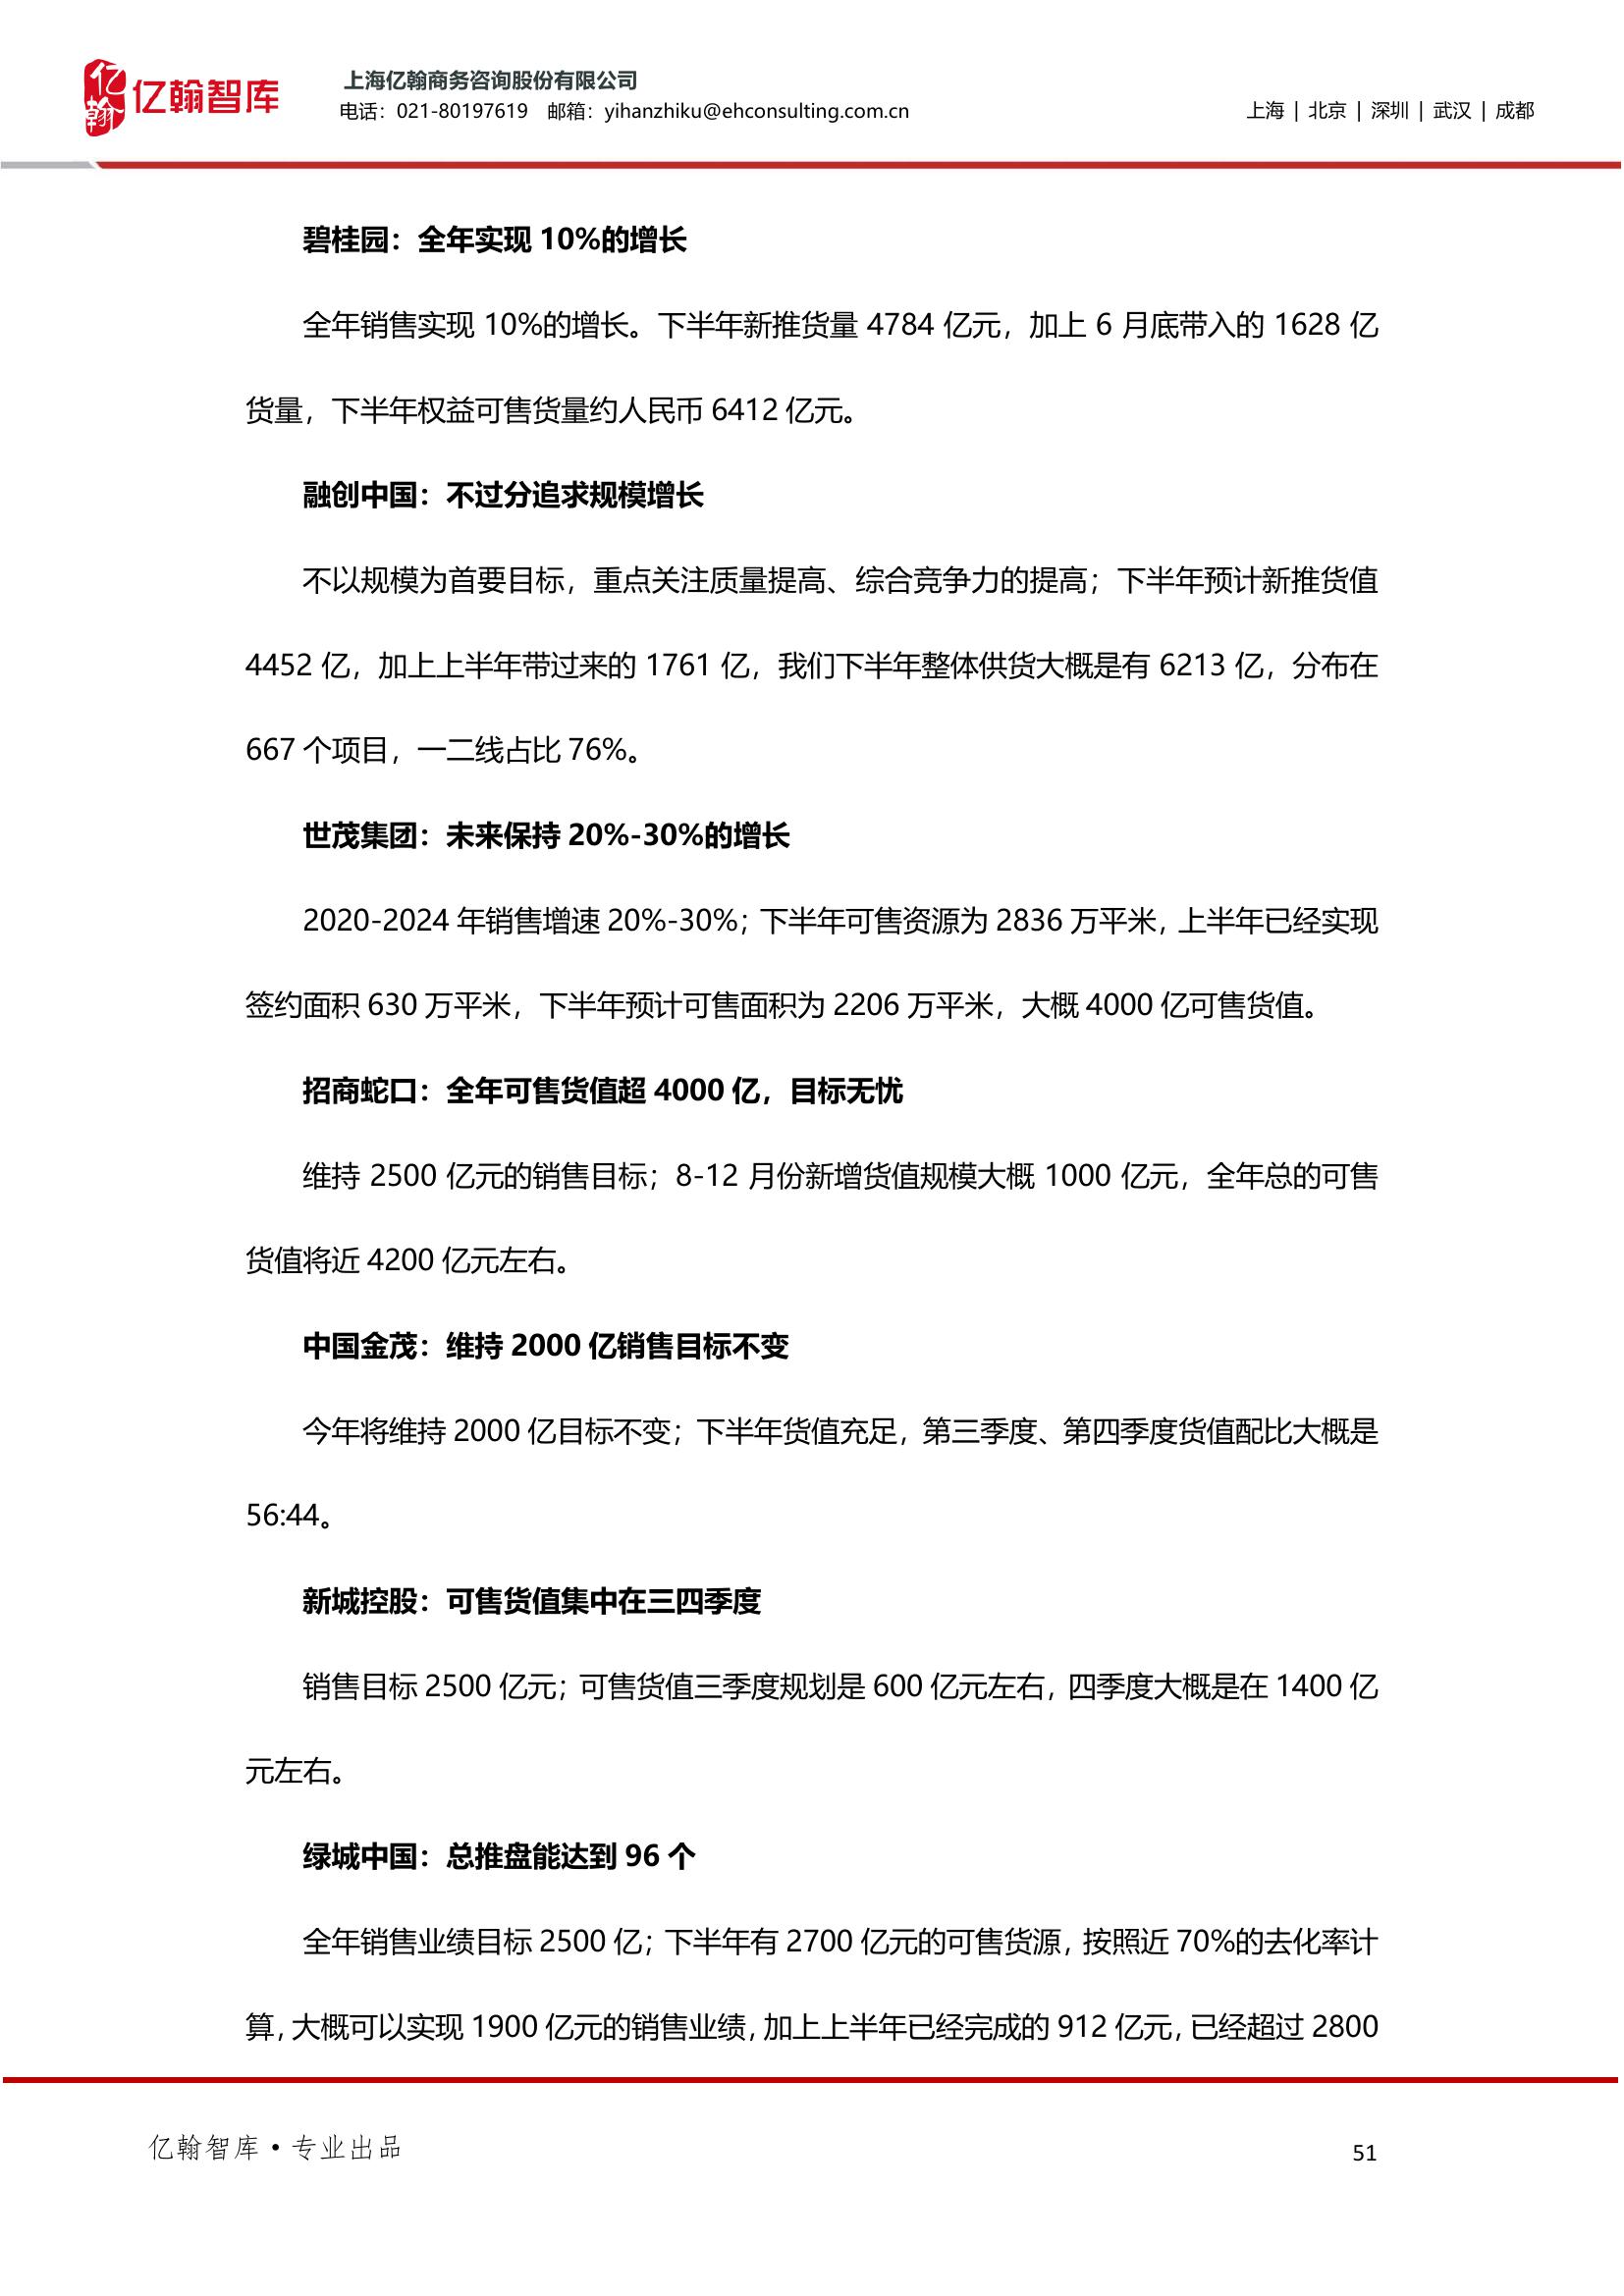 亿翰
亿翰智库
上海亿翰商务咨询股份有限公司
电话：021-80197619 邮箱：yihanzhiku@ehconsulting.com.cn
上海 | 北京 | 深圳 | 武汉 | 成都
碧桂园：全年实现 10%的增长
全年销售实现 10%的增长。下半年新推货量 4784 亿元，加上 6 月底带入的 1628 亿
货量，下半年权益可售货量约人民币 6412 亿元。
融创中国：不过分追求规模增长
不以规模为首要目标，重点关注质量提高、综合竞争力的提高；下半年预计新推货值
4452 亿，加上上半年带过来的 1761 亿，我们下半年整体供货大概是有 6213 亿，分布在
667 个项目，一二线占比 76%。
世茂集团：未来保持 20%-30%的增长
2020-2024 年销售增速 20%-30%；下半年可售资源为 2836 万平米，上半年已经实现
签约面积 630 万平米，下半年预计可售面积为 2206 万平米，大概 4000 亿可售货值。
招商蛇口：全年可售货值超 4000 亿，目标无忧
维持 2500 亿元的销售目标；8-12 月份新增货值规模大概 1000 亿元，全年总的可售
货值将近 4200 亿元左右。
中国金茂：维持 2000 亿销售目标不变
今年将维持 2000 亿目标不变；下半年货值充足，第三季度、第四季度货值配比大概是
56:44。
新城控股：可售货值集中在三四季度
销售目标 2500 亿元；可售货值三季度规划是 600 亿元左右，四季度大概是在 1400 亿
元左右。
绿城中国：总推盘能达到 96 个
全年销售业绩目标 2500 亿；下半年有 2700 亿元的可售货源，按照近 70%的去化率计
算，大概可以实现 1900 亿元的销售业绩，加上上半年已经完成的 912 亿元，已经超过 2800
亿翰智库•专业出品
51